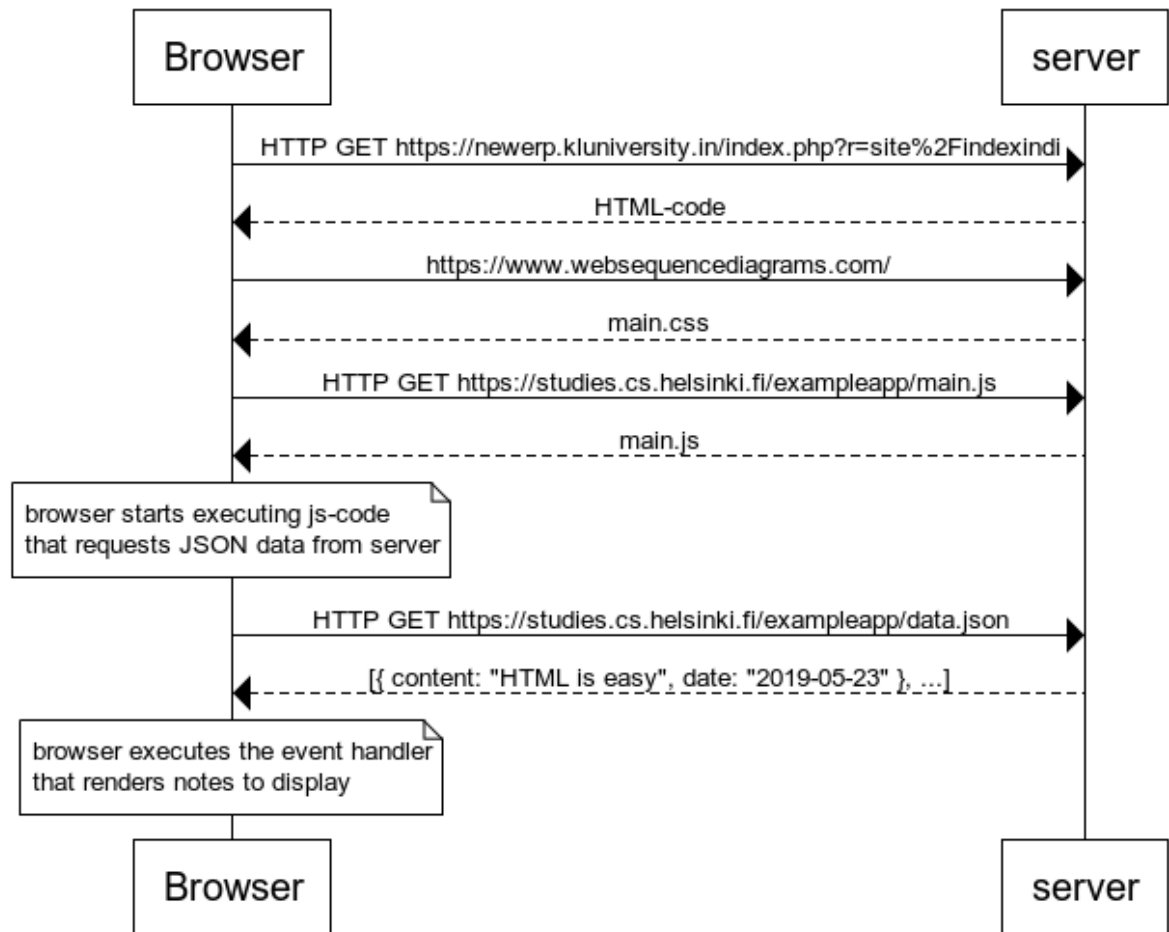 Browser
server
HTTP GET https://newerp.kluniversity.in/index.php?r=site%2Findexindi
HTML-code
https://www.websequencediagrams.com/
main.css
HTTP GET https://studies.cs.helsinki.fi/exampleapp/main.js
main.js
browser starts executing js-code
that requests JSON data from server
HTTP GET https://studies.cs.helsinki.fi/exampleapp/data.json
[{ content: "HTML is easy", date: "2019-05-23" }, ...]
browser executes the event handler
that renders notes to display
Browser
server